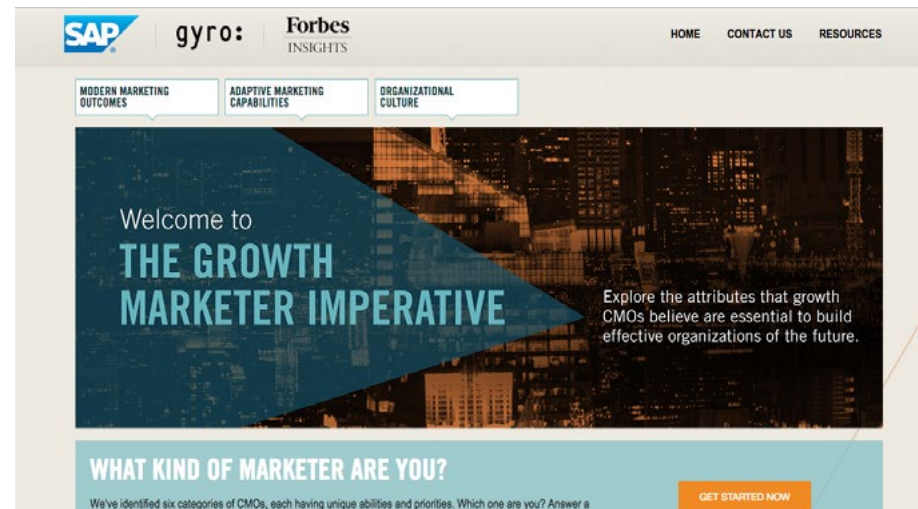 SAP
gyro:
Forbes
INSIGHTS
HOME CONTACT US RESOURCES
MODERN MARKETING
OUTCOMES
ADAPTIVE MARKETING
CAPABILITIES
ORGANIZATIONAL
CULTURE
Welcome to
THE GROWTH
MARKETER IMPERATIVE
Explore the attributes that growth
CMOs believe are essential to build
effective organizations of the future.
WHAT KIND OF MARKETER ARE YOU?
We've identified six categories of CMOs, each having unique abilities and priorities. Which one are you? Answer a
GET STARTED NOW